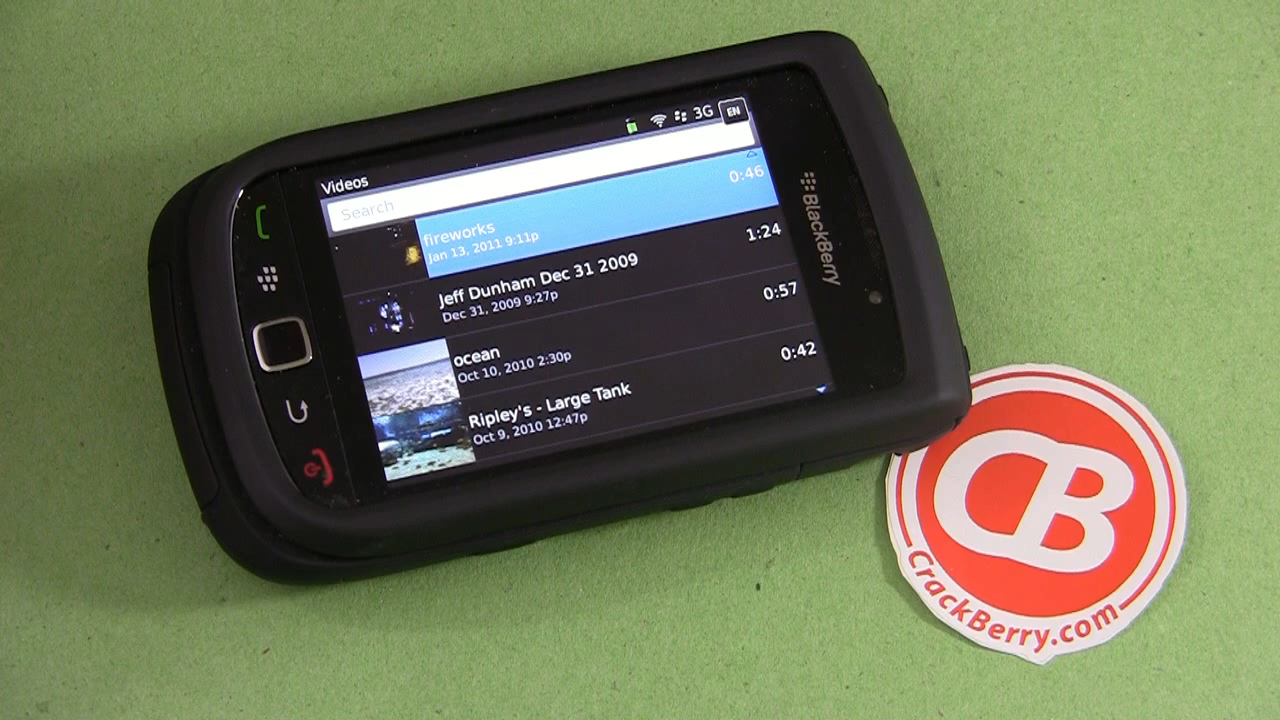 3G EN
Videos
Search
fireworks 0:46
Jan 13, 2011 9:11p
Jeff Dunham Dec 31 2009 1:24
Dec 31, 2009 9:27p
ocean 0:57
Oct 10, 2010 2:30p
Ripley's - Large Tank 0:42
Oct 9, 2010 12:47p
BlackBerry
CB
CrackBerry.com